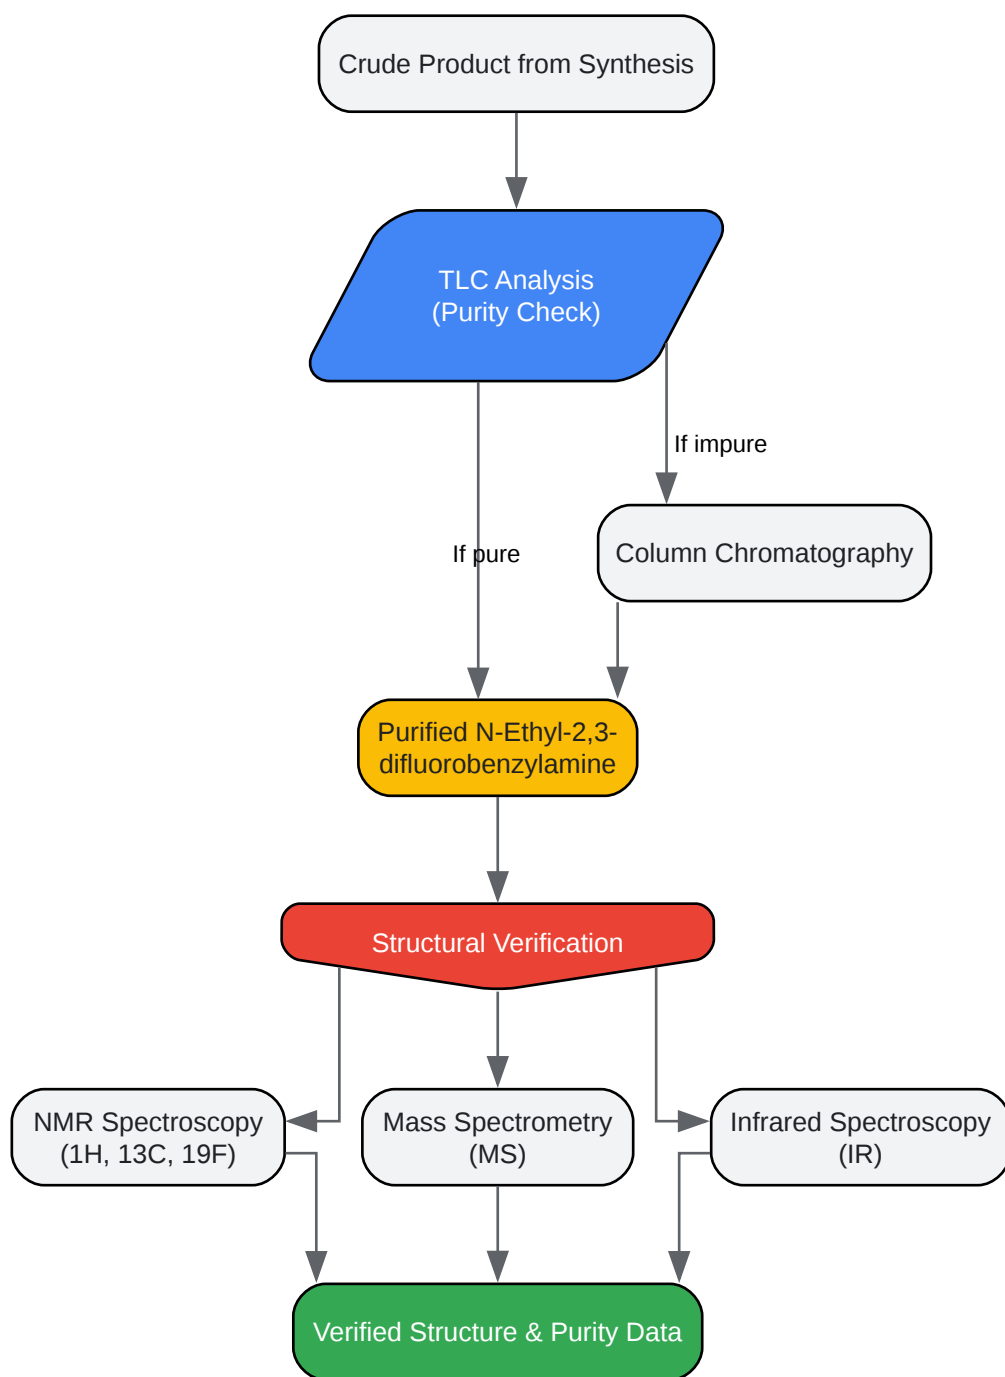 Crude Product from Synthesis
TLC Analysis
(Purity Check)
If impure
If pure
Column Chromatography
Purified N-Ethyl-2,3-
difluorobenzylamine
Structural Verification
NMR Spectroscopy
(1H, 13C, 19F)
Mass Spectrometry
(MS)
Infrared Spectroscopy
(IR)
Verified Structure & Purity Data